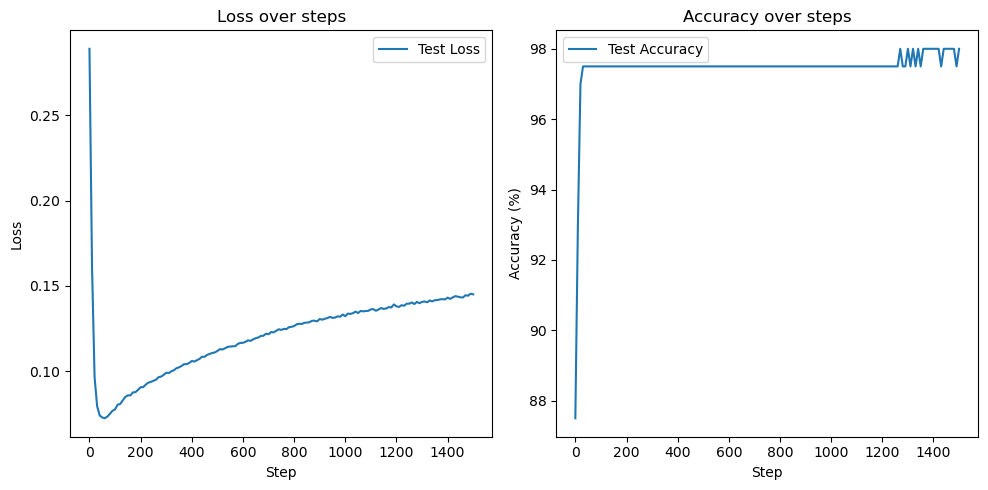 Loss over steps
Test Loss
Loss
0.25
0.20
0.15
0.10
0 200 400 600 800 1000 1200 1400
Step
Accuracy over steps
Test Accuracy
Accuracy (%)
98
96
94
92
90
88
0 200 400 600 800 1000 1200 1400
Step